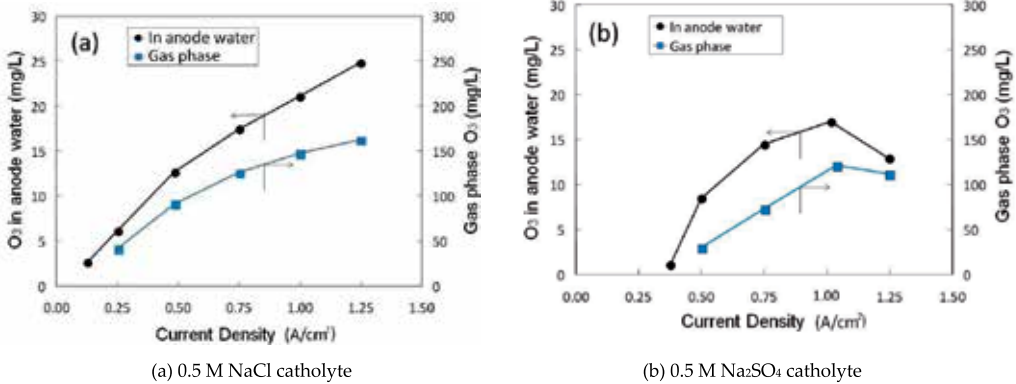 (a)
In anode water
Gas phase
30
25
20
15
10
5
0
300
250
200
150
100
50
0
0.00 0.25 0.50 0.75 1.00 1.25 1.50
O3 in anode water (mg/L)
Gas phase O3 (mg/L)
Current Density (A/cm²)
(a) 0.5 M NaCl catholyte
(b)
In anode water
Gas phase
30
25
20
15
10
5
0
300
250
200
150
100
50
0
0.00 0.25 0.50 0.75 1.00 1.25 1.50
O3 in anode water (mg/L)
Gas phase O3 (mg/L)
Current Density (A/cm²)
(b) 0.5 M Na2SO4 catholyte